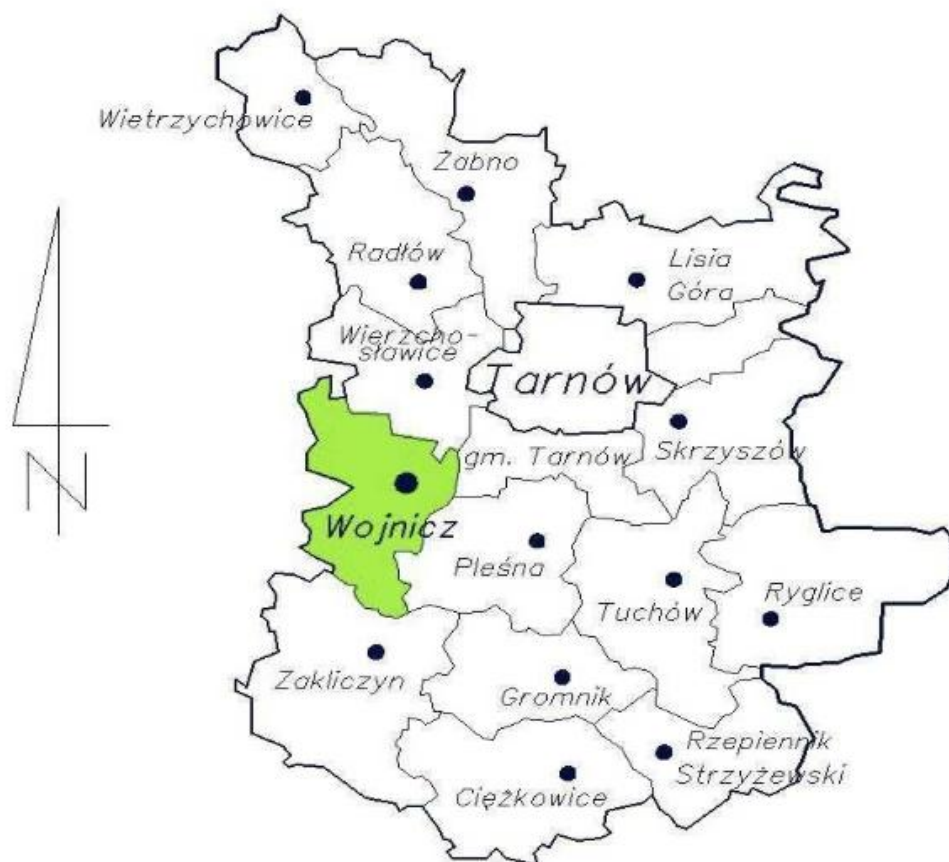 Wietrzychowice
Żabno
Radłów
Lisia
Góra
Wierzcho-
sławice
Tarnów
gm. Tarnów
Skrzyszów
N
Wojnicz
Pleśna
Tuchów
Ryglice
Zakliczyn
Gromnik
Rzepiennik
Strzyżewski
Ciężkowice